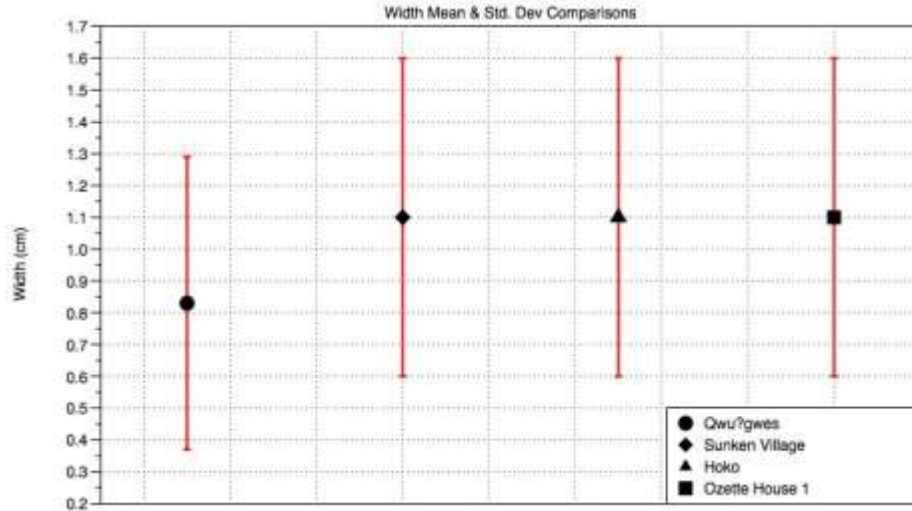 Width Mean & Std. Dev Comparisons
1.7
1.6
1.5
1.4
1.3
1.2
1.1
1.0
0.9
0.8
0.7
0.6
0.5
0.4
0.3
0.2
Width (cm)
Qwu?gwes
Sunken Village
Hoko
Ozette House 1